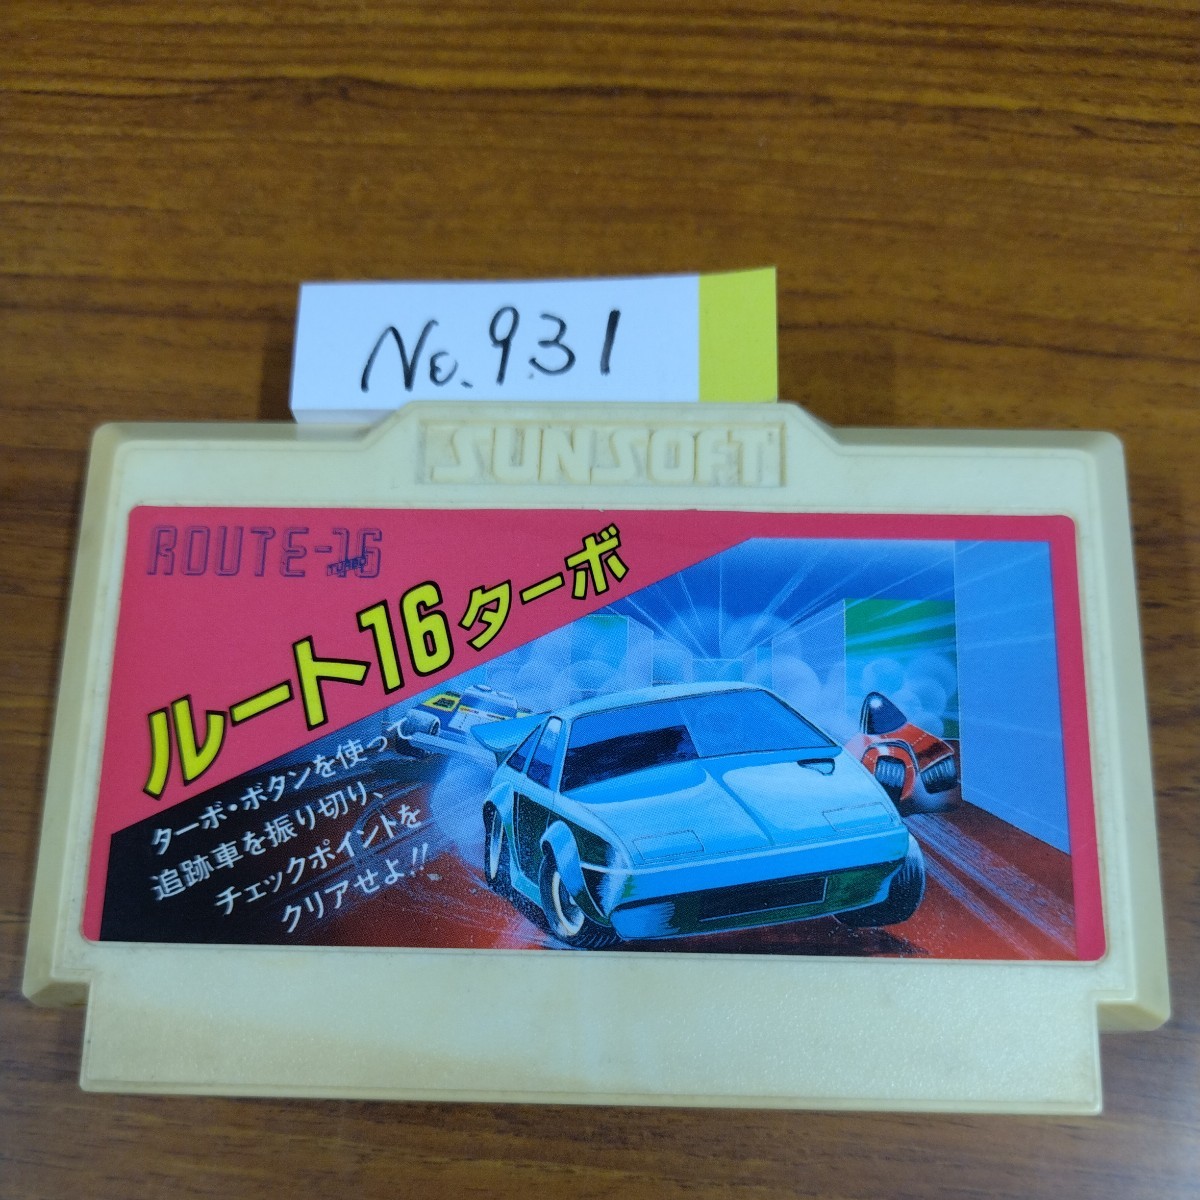 No.931
SUNSOFT
ROUTE-16
TURBO
ルート16ターボ
ターボ・ボタンを使って
追跡車を振り切り、
チェックポイントを
クリアせよ!!